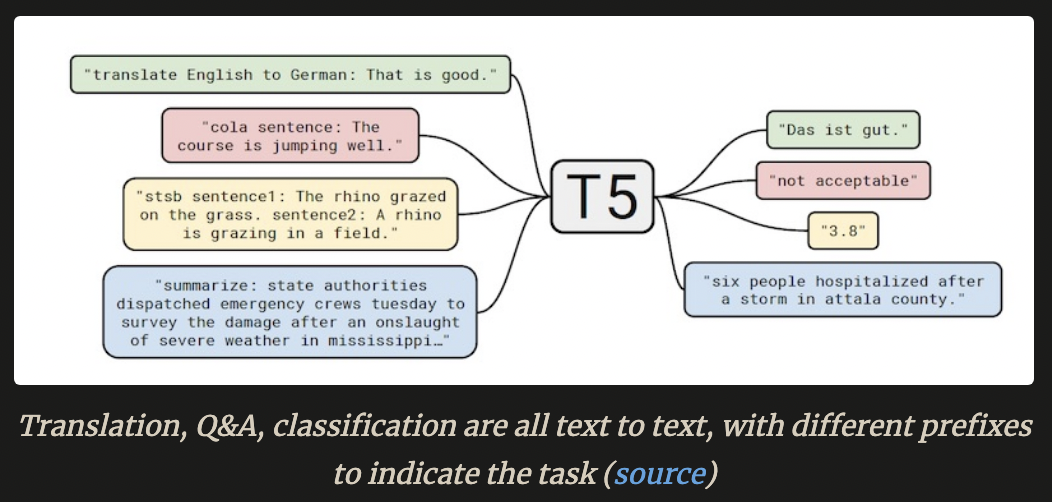 "translate English to German: That is good."
"cola sentence: The
course is jumping well."
"stsb sentence1: The rhino grazed
on the grass. sentence2: A rhino
is grazing in a field."
"summarize: state authorities
dispatched emergency crews tuesday to
survey the damage after an onslaught
of severe weather in mississippi…"
T5
"Das ist gut."
"not acceptable"
"3.8"
"six people hospitalized after
a storm in attala county."
Translation, Q&A, classification are all text to text, with different prefixes
to indicate the task (source)